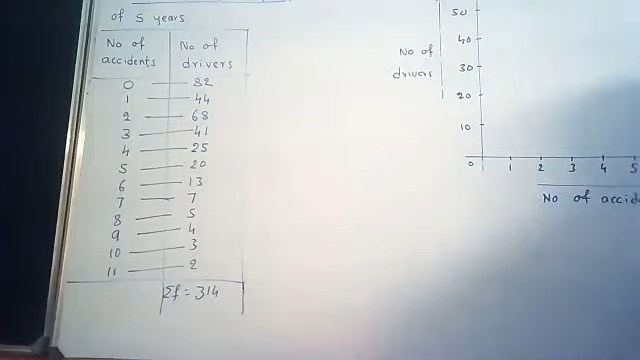 of 5 years
No of accidents | No of drivers
0 — 82
1 — 44
2 — 68
3 — 41
4 — 25
5 — 20
6 — 13
7 — 7
8 — 5
9 — 4
10 — 3
11 — 2
Σf = 314
50
40
No of
30
drivers
20
10
0 1 2 3 4 5
No of accide